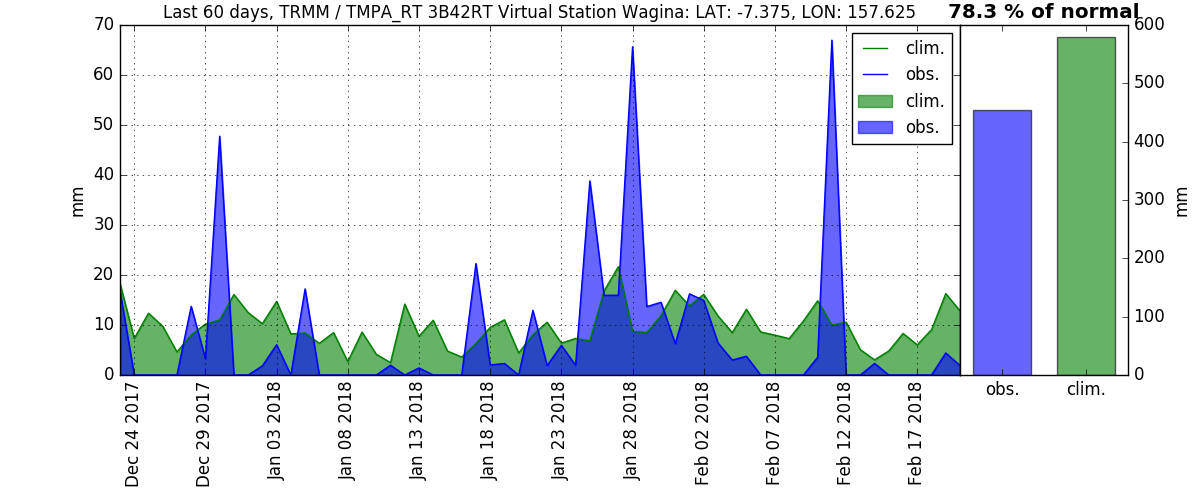 Last 60 days, TRMM / TMPA_RT 3B42RT Virtual Station Wagina: LAT: -7.375, LON: 157.625
78.3 % of normal
70
60
50
40
30
20
10
0
mm
clim.
obs.
clim.
obs.
600
500
400
300
200
100
0
mm
obs.
clim.
Dec 24 2017
Dec 29 2017
Jan 03 2018
Jan 08 2018
Jan 13 2018
Jan 18 2018
Jan 23 2018
Jan 28 2018
Feb 02 2018
Feb 07 2018
Feb 12 2018
Feb 17 2018